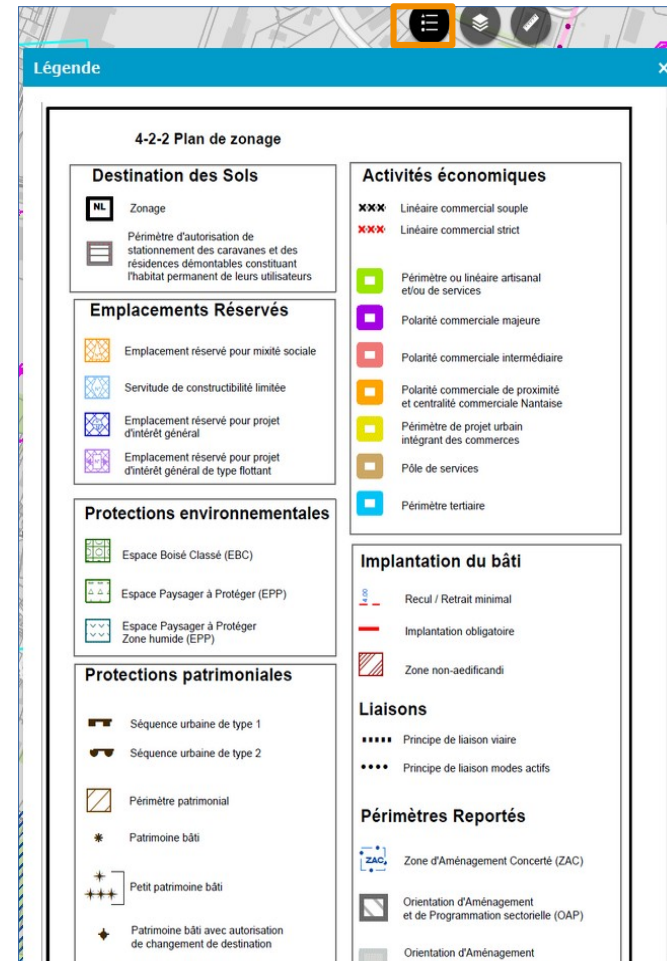 Légende
×
4-2-2 Plan de zonage
Destination des Sols
NL
Zonage
Périmètre d'autorisation de
stationnement des caravanes et des
résidences démontables constituant
l'habitat permanent de leurs utilisateurs
Emplacements Réservés
Emplacement réservé pour mixité sociale
Servitude de constructibilité limitée
Emplacement réservé pour projet
d'intérêt général
Emplacement réservé pour projet
d'intérêt général de type flottant
Protections environnementales
Espace Boisé Classé (EBC)
Espace Paysager à Protéger (EPP)
Espace Paysager à Protéger
Zone humide (EPP)
Protections patrimoniales
Séquence urbaine de type 1
Séquence urbaine de type 2
Périmètre patrimonial
Patrimoine bâti
Petit patrimoine bâti
Patrimoine bâti avec autorisation
de changement de destination
Activités économiques
Linéaire commercial souple
Linéaire commercial strict
Périmètre ou linéaire artisanal
et/ou de services
Polarité commerciale majeure
Polarité commerciale intermédiaire
Polarité commerciale de proximité
et centralité commerciale Nantaise
Périmètre de projet urbain
intégrant des commerces
Pôle de services
Périmètre tertiaire
Implantation du bâti
4.00
Recul / Retrait minimal
Implantation obligatoire
Zone non-aedificandi
Liaisons
Principe de liaison viaire
Principe de liaison modes actifs
Périmètres Reportés
ZAC
Zone d'Aménagement Concerté (ZAC)
Orientation d'Aménagement
et de Programmation sectorielle (OAP)
Orientation d'Aménagement